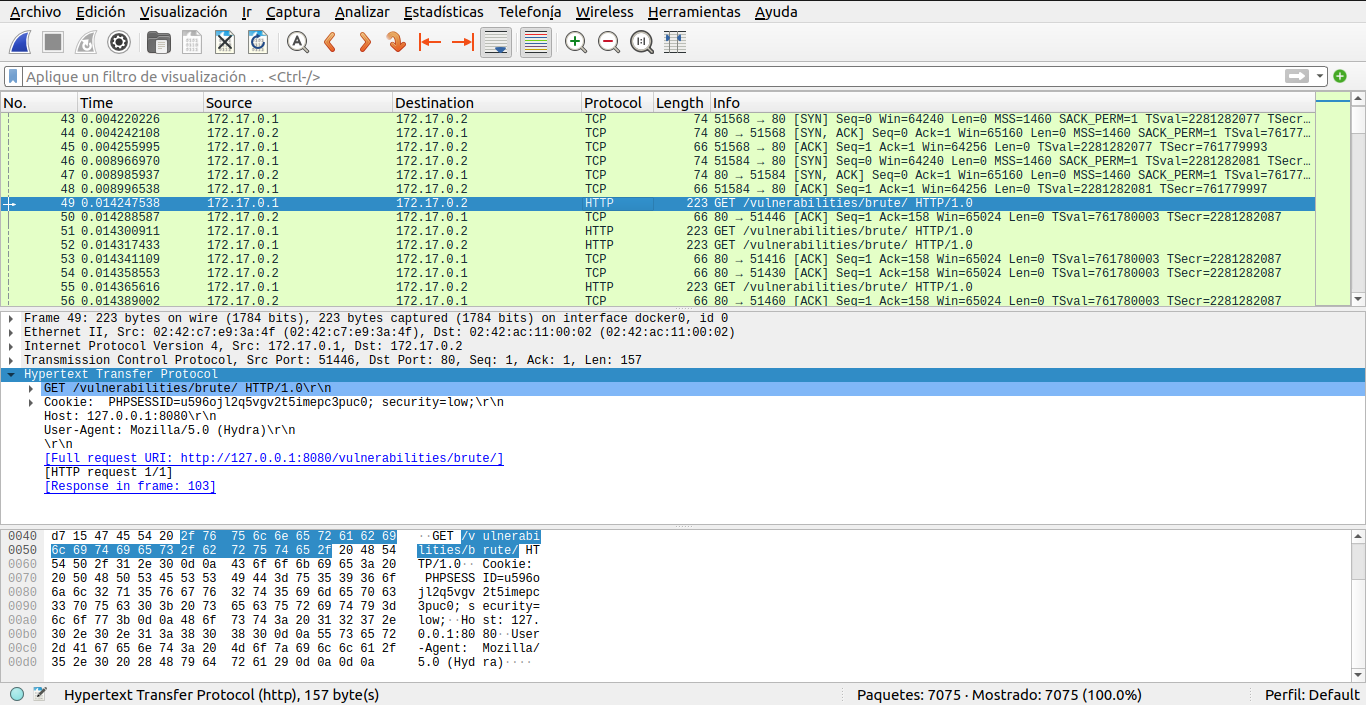 Archivo Edición Visualización Ir Captura Analizar Estadísticas Telefonía Wireless Herramientas Ayuda
Aplique un filtro de visualización … <Ctrl-/>
No. Time Source Destination Protocol Length Info
43 0.004220226 172.17.0.1 172.17.0.2 TCP 74 51568 → 80 [SYN] Seq=0 Win=64240 Len=0 MSS=1460 SACK_PERM=1 TSval=2281282077 TSecr…
44 0.004242108 172.17.0.2 172.17.0.1 TCP 74 80 → 51568 [SYN, ACK] Seq=0 Ack=1 Win=65160 Len=0 MSS=1460 SACK_PERM=1 TSval=76177…
45 0.004255995 172.17.0.1 172.17.0.2 TCP 66 51568 → 80 [ACK] Seq=1 Ack=1 Win=64256 Len=0 TSval=2281282077 TSecr=761779993
46 0.008966970 172.17.0.1 172.17.0.2 TCP 74 51584 → 80 [SYN] Seq=0 Win=64240 Len=0 MSS=1460 SACK_PERM=1 TSval=2281282081 TSecr…
47 0.008985937 172.17.0.2 172.17.0.1 TCP 74 80 → 51584 [SYN, ACK] Seq=0 Ack=1 Win=65160 Len=0 MSS=1460 SACK_PERM=1 TSval=76177…
48 0.008996538 172.17.0.1 172.17.0.2 TCP 66 51584 → 80 [ACK] Seq=1 Ack=1 Win=64256 Len=0 TSval=2281282081 TSecr=761779997
49 0.014247538 172.17.0.1 172.17.0.2 HTTP 223 GET /vulnerabilities/brute/ HTTP/1.0
50 0.014288587 172.17.0.2 172.17.0.1 TCP 66 80 → 51446 [ACK] Seq=1 Ack=158 Win=65024 Len=0 TSval=761780003 TSecr=2281282087
51 0.014300911 172.17.0.1 172.17.0.2 HTTP 223 GET /vulnerabilities/brute/ HTTP/1.0
52 0.014317433 172.17.0.1 172.17.0.2 HTTP 223 GET /vulnerabilities/brute/ HTTP/1.0
53 0.014341109 172.17.0.2 172.17.0.1 TCP 66 80 → 51416 [ACK] Seq=1 Ack=158 Win=65024 Len=0 TSval=761780003 TSecr=2281282087
54 0.014358553 172.17.0.2 172.17.0.1 TCP 66 80 → 51430 [ACK] Seq=1 Ack=158 Win=65024 Len=0 TSval=761780003 TSecr=2281282087
55 0.014365616 172.17.0.1 172.17.0.2 HTTP 223 GET /vulnerabilities/brute/ HTTP/1.0
56 0.014389002 172.17.0.2 172.17.0.1 TCP 66 80 → 51460 [ACK] Seq=1 Ack=158 Win=65024 Len=0 TSval=761780003 TSecr=2281282087
Frame 49: 223 bytes on wire (1784 bits), 223 bytes captured (1784 bits) on interface docker0, id 0
Ethernet II, Src: 02:42:c7:e9:3a:4f (02:42:c7:e9:3a:4f), Dst: 02:42:ac:11:00:02 (02:42:ac:11:00:02)
Internet Protocol Version 4, Src: 172.17.0.1, Dst: 172.17.0.2
Transmission Control Protocol, Src Port: 51446, Dst Port: 80, Seq: 1, Ack: 1, Len: 157
Hypertext Transfer Protocol
GET /vulnerabilities/brute/ HTTP/1.0\r\n
Cookie:  PHPSESSID=u596ojl2q5vgv2t5imepc3puc0; security=low;\r\n
Host: 127.0.0.1:8080\r\n
User-Agent: Mozilla/5.0 (Hydra)\r\n
\r\n
[Full request URI: http://127.0.0.1:8080/vulnerabilities/brute/]
[HTTP request 1/1]
[Response in frame: 103]
0040 d7 15 47 45 54 20 2f 76 75 6c 6e 65 72 61 62 69 ··GET /v ulnerabi
0050 6c 69 74 69 65 73 2f 62 72 75 74 65 2f 20 48 54 lities/b rute/ HT
0060 54 50 2f 31 2e 30 0d 0a 43 6f 6f 6b 69 65 3a 20 TP/1.0·· Cookie:
0070 20 50 48 50 53 45 53 53 49 44 3d 75 35 39 36 6f PHPSESS ID=u596o
0080 6a 6c 32 71 35 76 67 76 32 74 35 69 6d 65 70 63 jl2q5vgv 2t5imepc
0090 33 70 75 63 30 3b 20 73 65 63 75 72 69 74 79 3d 3puc0; s ecurity=
00a0 6c 6f 77 3b 0d 0a 48 6f 73 74 3a 20 31 32 37 2e low;··Ho st: 127.
00b0 30 2e 30 2e 31 3a 38 30 38 30 0d 0a 55 73 65 72 0.0.1:80 80··User
00c0 2d 41 67 65 6e 74 3a 20 4d 6f 7a 69 6c 6c 61 2f -Agent: Mozilla/
00d0 35 2e 30 20 28 48 79 64 72 61 29 0d 0a 0d 0a 5.0 (Hyd ra)····
Hypertext Transfer Protocol (http), 157 byte(s) Paquetes: 7075 · Mostrado: 7075 (100.0%) Perfil: Default